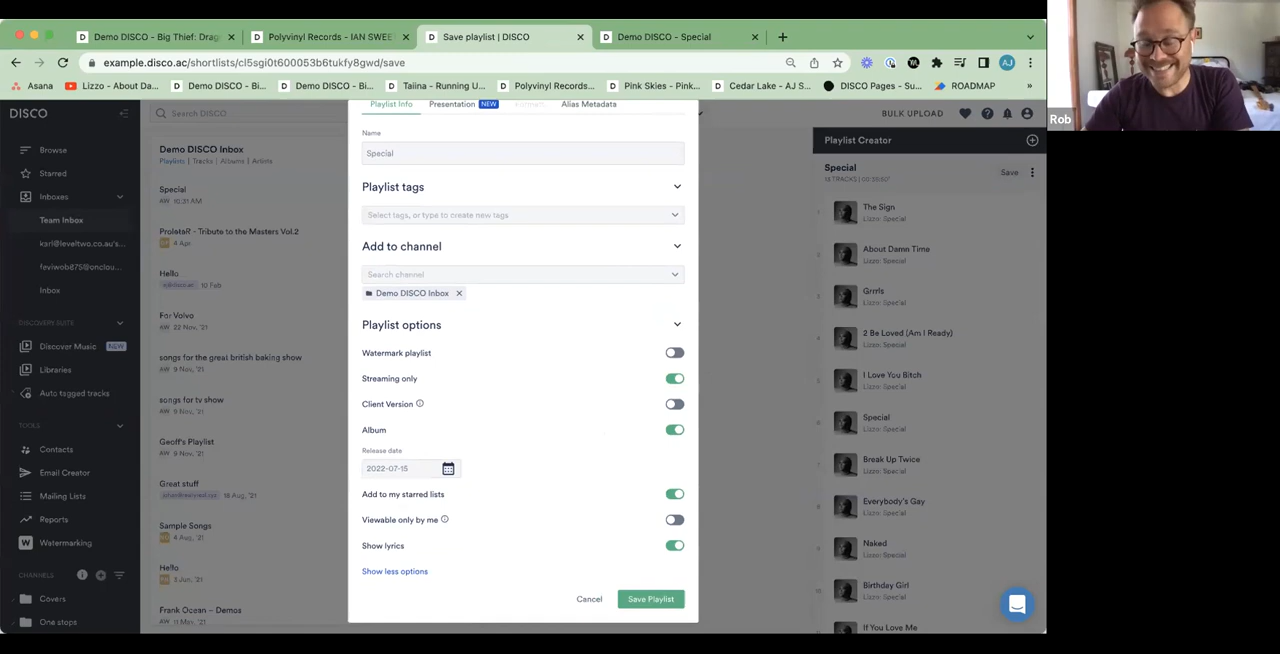 Demo DISCO - Big Thief: Drag
Polyvinyl Records - IAN SWEE
Save playlist | DISCO
Demo DISCO - Special
example.disco.ac/shortlists/cl5sgi0t600053b6tukfy8gwd/save
Asana
Lizzo - About Da...
Demo DISCO - Bi...
Demo DISCO - Bi...
Taiina - Running U...
Polyvinyl Records...
Pink Skies - Pink...
Cedar Lake - AJ S...
DISCO Pages - Su...
ROADMAP
»
Rob
DISCO
Search DISCO
BULK UPLOAD
Browse
Starred
Inboxes
Team Inbox
karl@leveltwo.co.au's...
feviwob875@onclou...
Inbox
DISCOVERY SUITE
Discover Music NEW
Libraries
Auto tagged tracks
TOOLS
Contacts
Email Creator
Mailing Lists
Reports
Watermarking
CHANNELS
Covers
One stops
Demo DISCO Inbox
Playlists | Tracks | Albums | Artists
Special
AW 10:31 AM
ProleteR - Tribute to the Masters Vol.2
4 Apr
Hello
10 Feb
For Volvo
AW 22 Nov, '21
songs for the great british baking show
AW 9 Nov, '21
songs for tv show
AW 9 Nov, '21
Geoff's Playlist
AW 9 Nov, '21
Great stuff
18 Aug, '21
Sample Songs
4 Aug, '21
Hello
3 Jun, '21
Frank Ocean – Demos
AW 11 May, '21
Playlist Info
Presentation NEW
Formats
Alias Metadata
Name
Special
Playlist tags
Select tags, or type to create new tags
Add to channel
Search channel
Demo DISCO Inbox
Playlist options
Watermark playlist
Streaming only
Client Version
Album
Release date
2022-07-15
Add to my starred lists
Viewable only by me
Show lyrics
Show less options
Cancel
Save Playlist
Playlist Creator
Special
Save
The Sign
Lizzo: Special
About Damn Time
Lizzo: Special
Grrrls
Lizzo: Special
2 Be Loved (Am I Ready)
Lizzo: Special
I Love You Bitch
Lizzo: Special
Special
Lizzo: Special
Break Up Twice
Lizzo: Special
Everybody's Gay
Lizzo: Special
Naked
Lizzo: Special
Birthday Girl
Lizzo: Special
If You Love Me